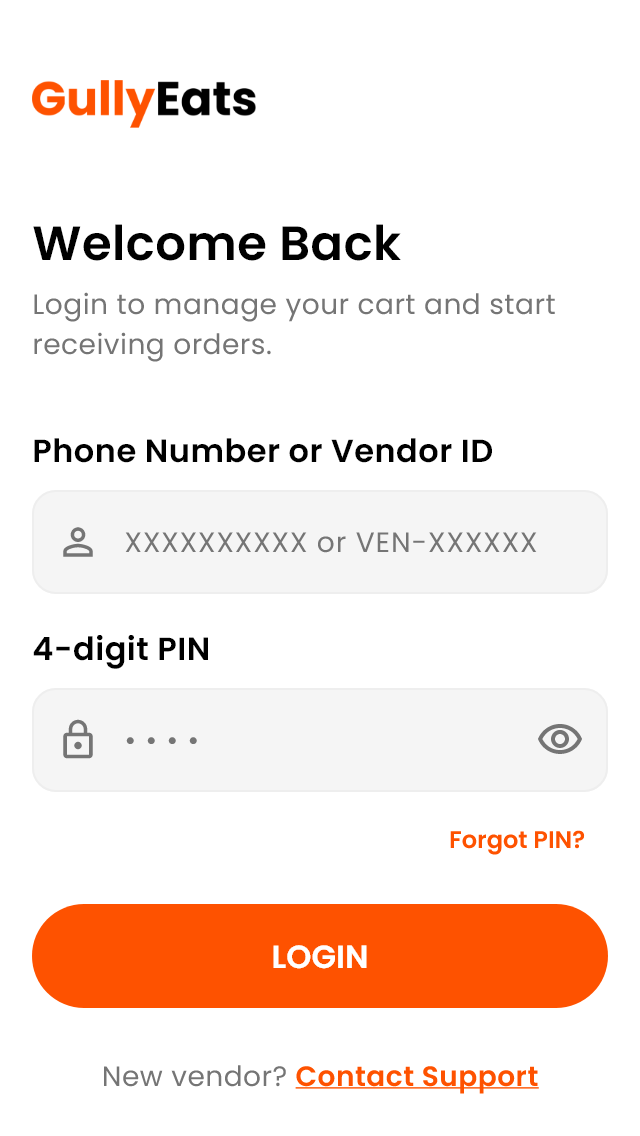 GullyEats
Welcome Back
Login to manage your cart and start
receiving orders.
Phone Number or Vendor ID
XXXXXXXXXX or VEN-XXXXXX
4-digit PIN
• • • •
Forgot PIN?
LOGIN
New vendor? Contact Support